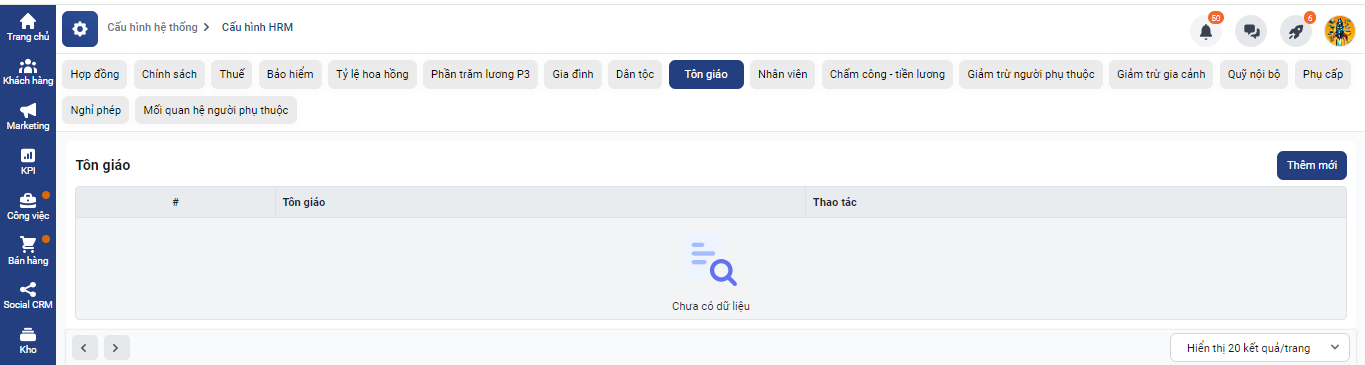 Trang chủ
Khách hàng
Marketing
KPI
Công việc
Bán hàng
Social CRM
Kho
Cấu hình hệ thống
Cấu hình HRM
50
6
Hợp đồng
Chính sách
Thuế
Bảo hiểm
Tỷ lệ hoa hồng
Phần trăm lương P3
Gia đình
Dân tộc
Tôn giáo
Nhân viên
Chấm công - tiền lương
Giảm trừ người phụ thuộc
Giảm trừ gia cảnh
Quỹ nội bộ
Phụ cấp
Nghỉ phép
Mối quan hệ người phụ thuộc
Tôn giáo
Thêm mới
#
Tôn giáo
Thao tác
Chưa có dữ liệu
Hiển thị 20 kết quả/trang